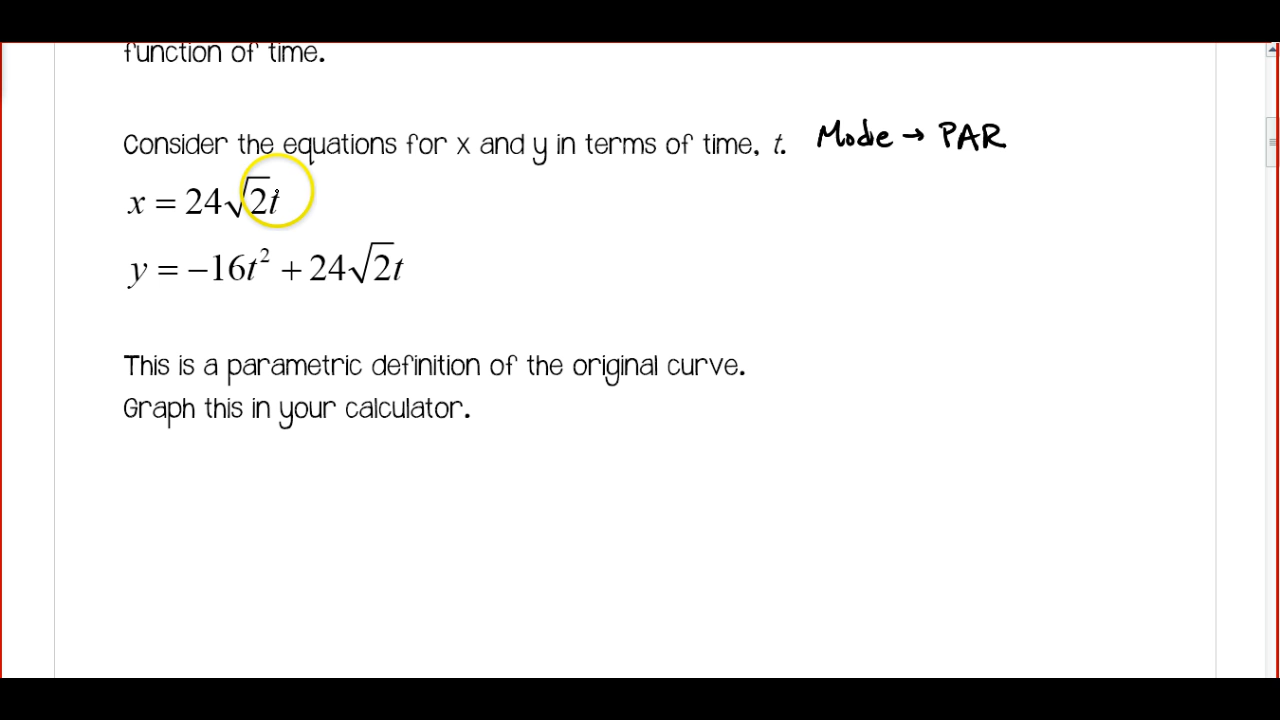 function of time.
Consider the equations for x and y in terms of time, t. Mode → PAR
x = 24√2t
y = −16t² + 24√2t
This is a parametric definition of the original curve.
Graph this in your calculator.